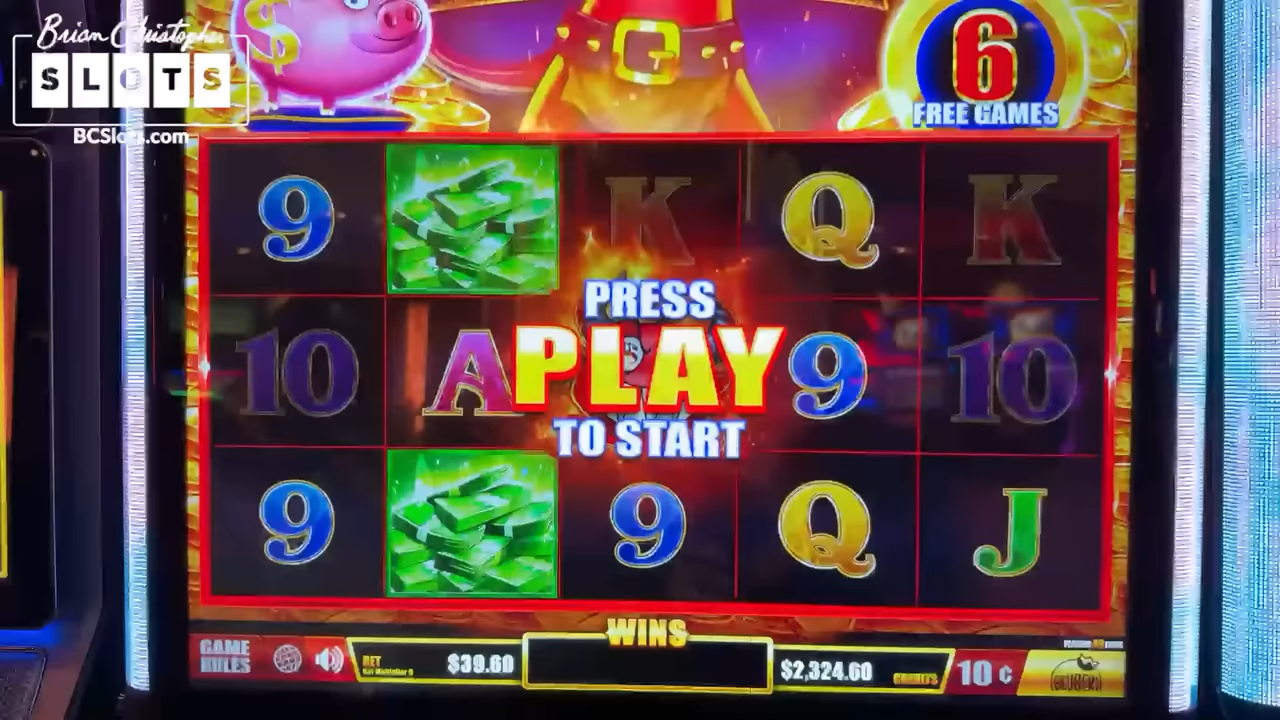 Brian Christopher
SLOTS
BCSlots.com
$
6
FREE GAMES
9 K Q K
PRESS
10 A PLAY 9 10
TO START
9 9 Q J
WINS
GAME
RULES
BET
$39.60
$2,324.60
CREDITS
10 ¢